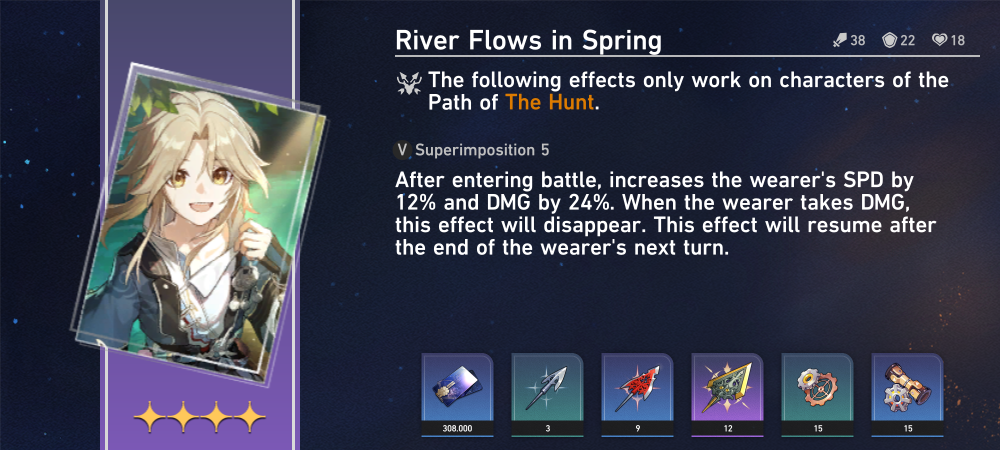 River Flows in Spring
38 22 18
The following effects only work on characters of the
Path of The Hunt.
V Superimposition 5
After entering battle, increases the wearer's SPD by
12% and DMG by 24%. When the wearer takes DMG,
this effect will disappear. This effect will resume after
the end of the wearer's next turn.
308.000 3 9 12 15 15